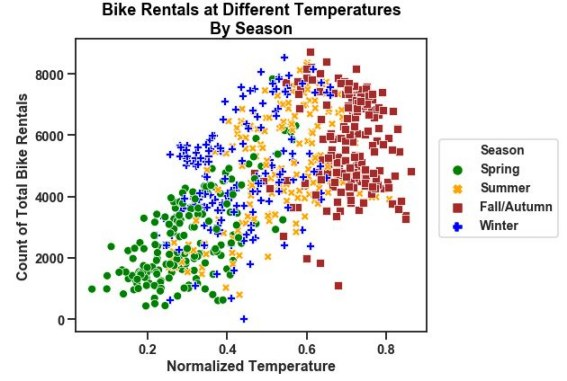 Bike Rentals at Different Temperatures
By Season
Count of Total Bike Rentals
8000
6000
4000
2000
0
0.2 0.4 0.6 0.8
Normalized Temperature
Season
Spring
Summer
Fall/Autumn
Winter